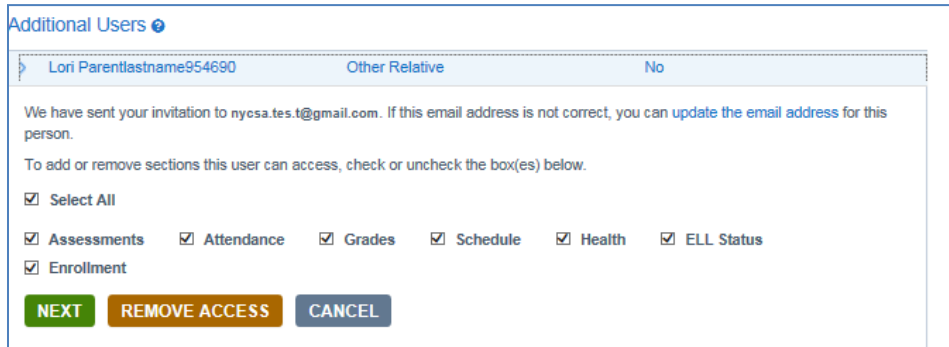 Additional Users ?
Lori Parentlastname954690 Other Relative No
We have sent your invitation to nycsa.tes.t@gmail.com. If this email address is not correct, you can update the email address for this
person.
To add or remove sections this user can access, check or uncheck the box(es) below.
Select All
Assessments Attendance Grades Schedule Health ELL Status
Enrollment
NEXT REMOVE ACCESS CANCEL